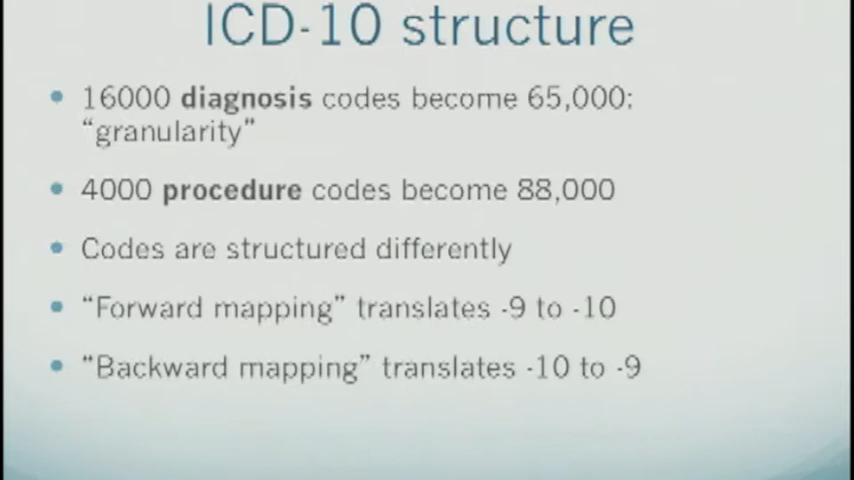 ICD-10 structure
• 16000 diagnosis codes become 65,000:
“granularity”
• 4000 procedure codes become 88,000
• Codes are structured differently
• “Forward mapping” translates -9 to -10
• “Backward mapping” translates -10 to -9